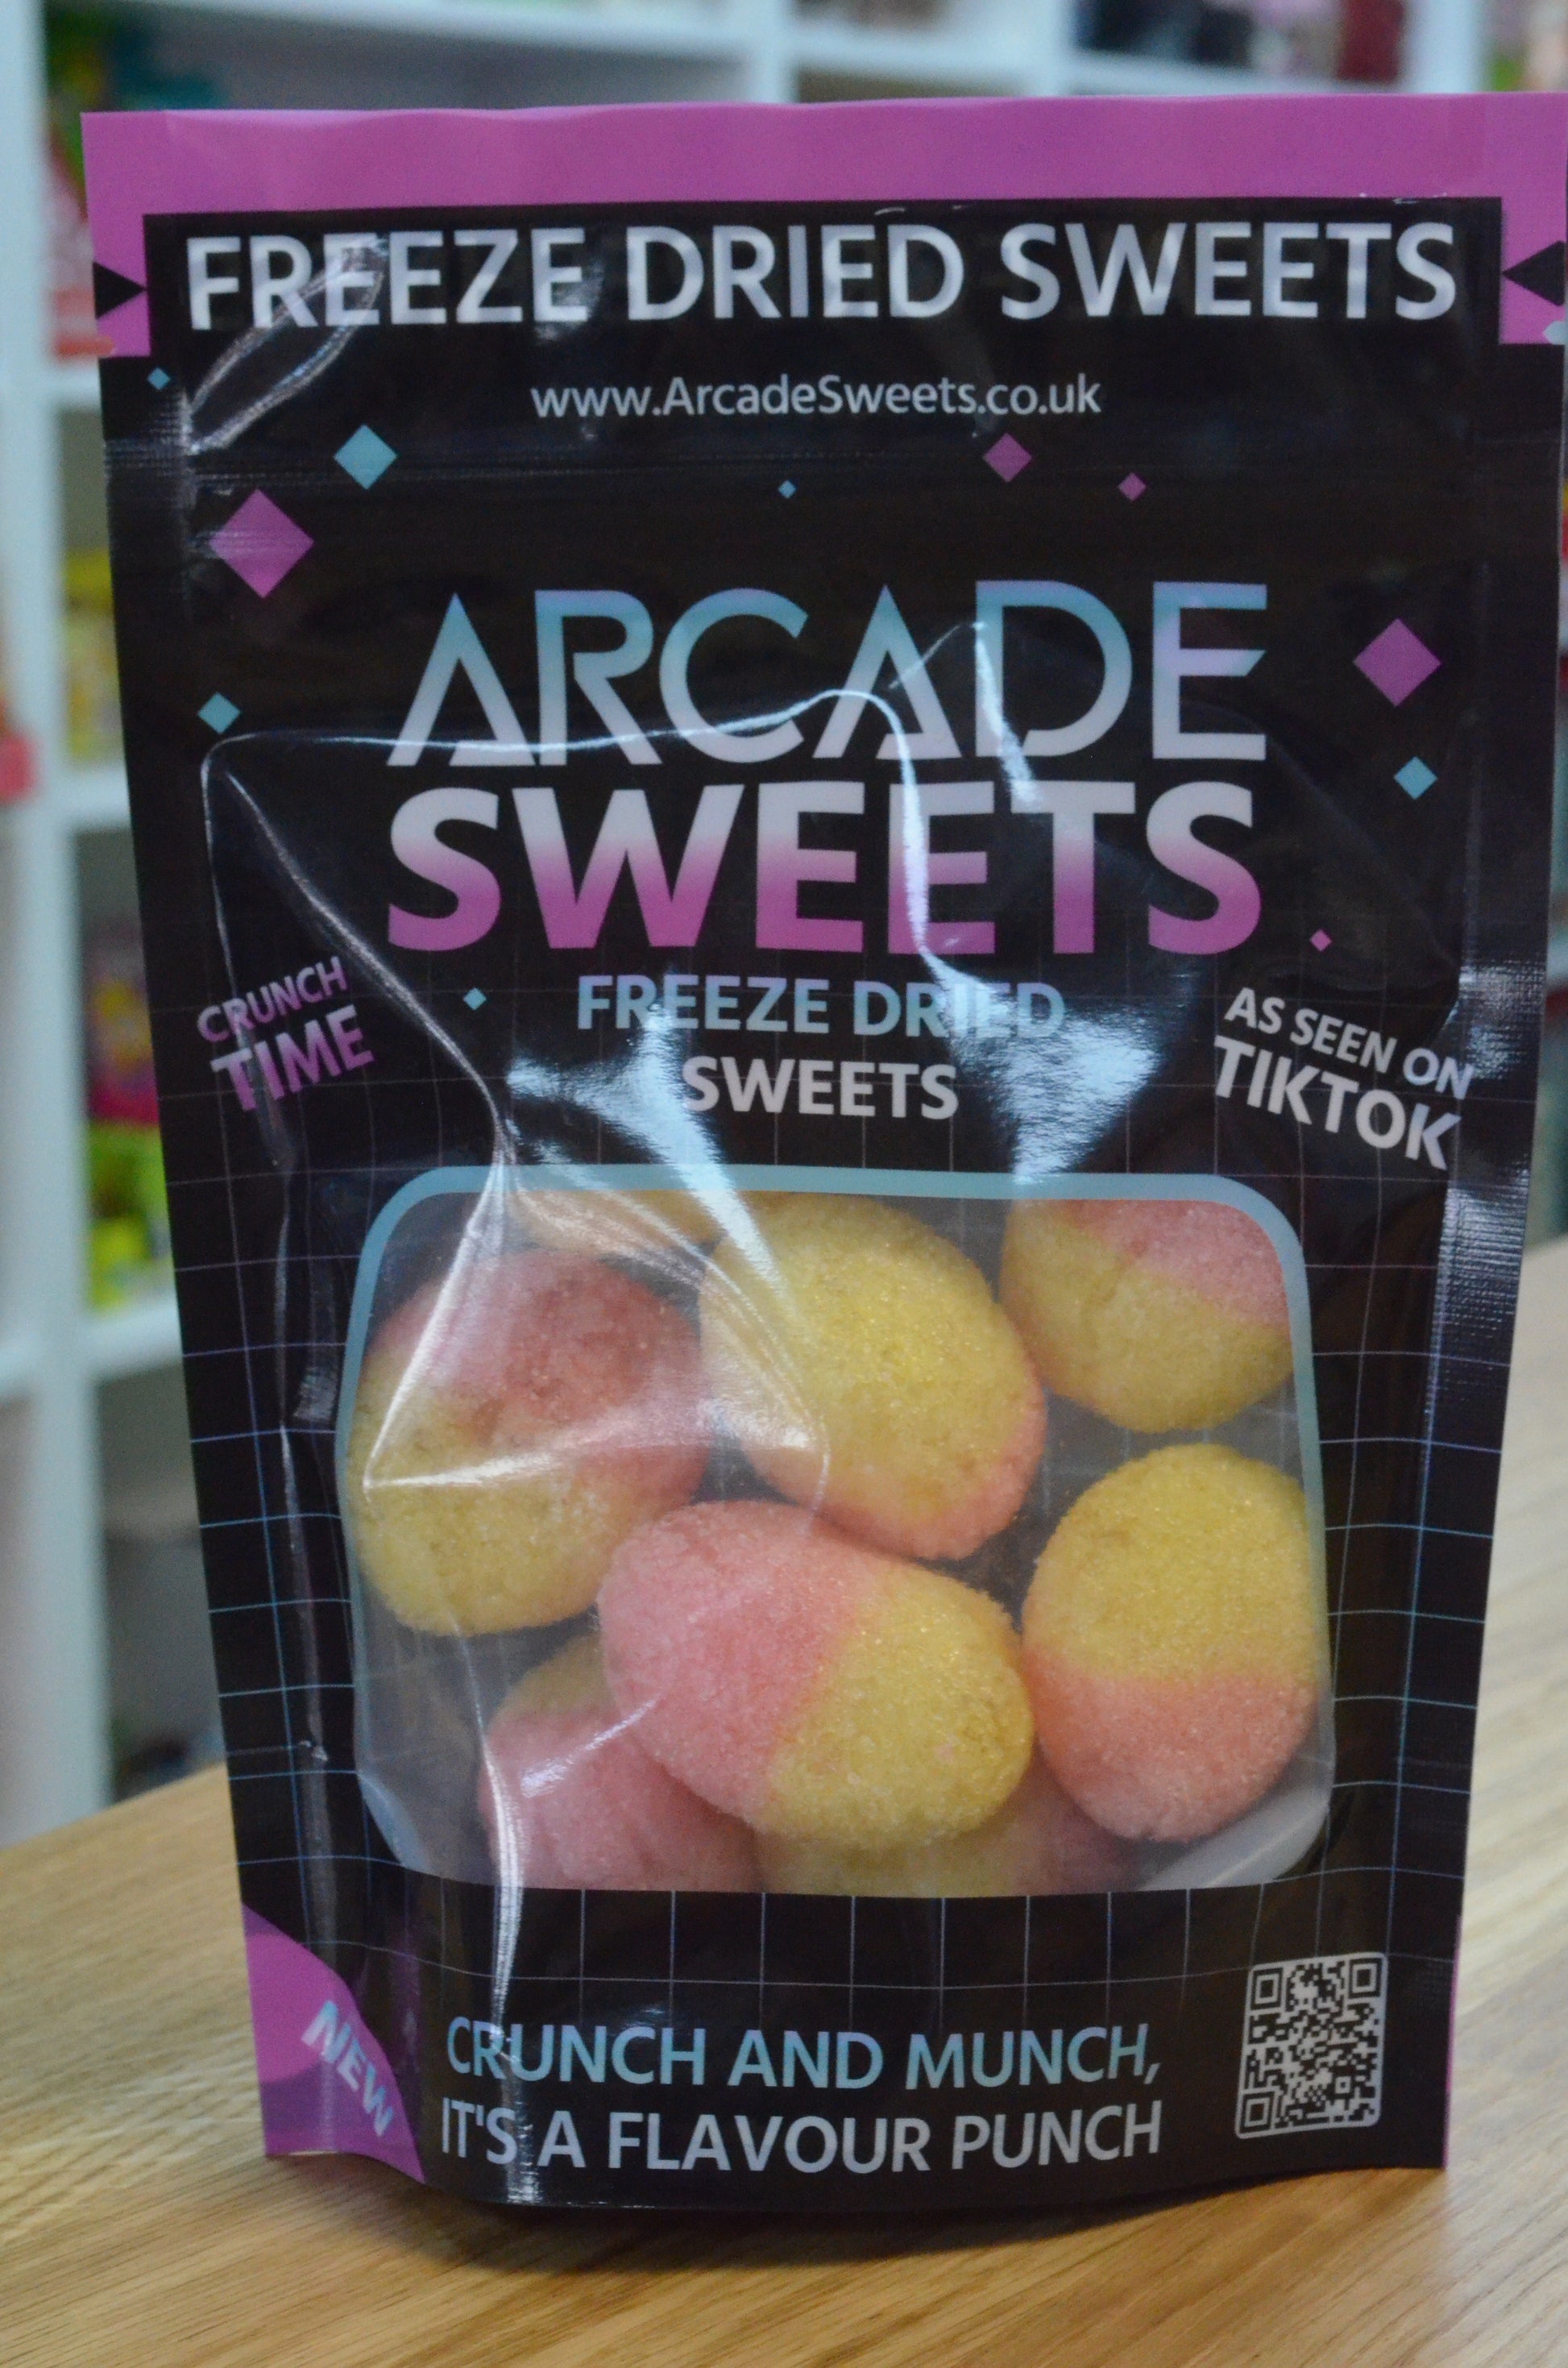 FREEZE DRIED SWEETS
www.ArcadeSweets.co.uk
ARCADE
SWEETS
FREEZE DRIED
SWEETS
CRUNCH
TIME
AS SEEN ON
TIKTOK
NEW
CRUNCH AND MUNCH,
IT'S A FLAVOUR PUNCH